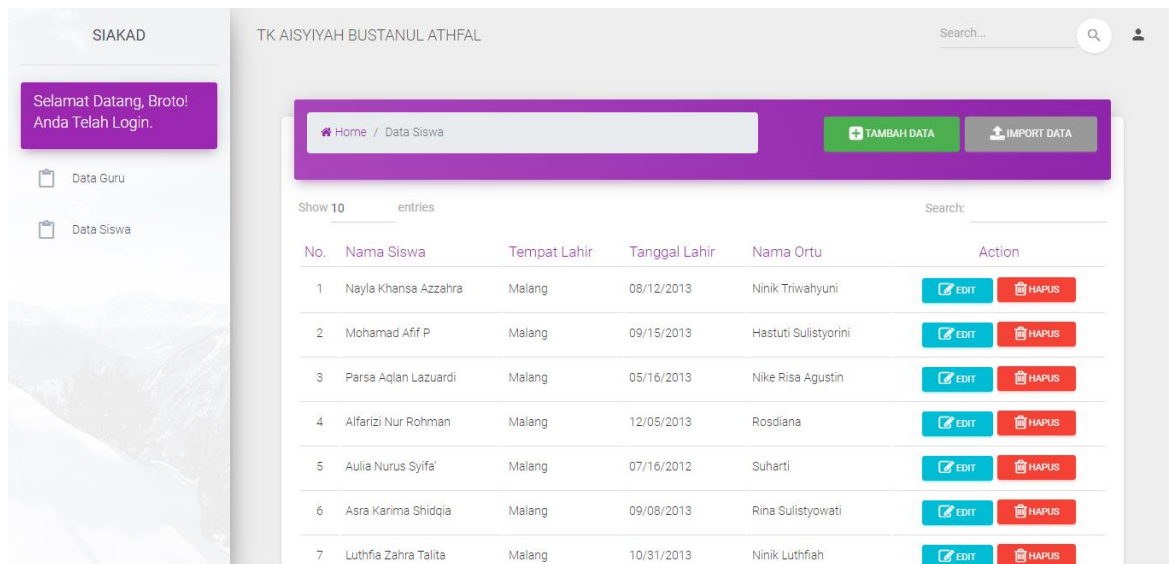 SIAKAD
TK AISYIYAH BUSTANUL ATHFAL
Search...
Selamat Datang, Broto!
Anda Telah Login.
Data Guru
Data Siswa
Home / Data Siswa
TAMBAH DATA
IMPORT DATA
Show 10 entries
Search:
No. Nama Siswa Tempat Lahir Tanggal Lahir Nama Ortu Action
1 Nayla Khansa Azzahra Malang 08/12/2013 Ninik Triwahyuni EDIT HAPUS
2 Mohamad Afif P Malang 09/15/2013 Hastuti Sulistyorini EDIT HAPUS
3 Parsa Aqlan Lazuardi Malang 05/16/2013 Nike Risa Agustin EDIT HAPUS
4 Alfarizi Nur Rohman Malang 12/05/2013 Rosdiana EDIT HAPUS
5 Aulia Nurus Syifa' Malang 07/16/2012 Suharti EDIT HAPUS
6 Asra Karima Shidqia Malang 09/08/2013 Rina Sulistyowati EDIT HAPUS
7 Luthfia Zahra Talita Malang 10/31/2013 Ninik Luthfiah EDIT HAPUS